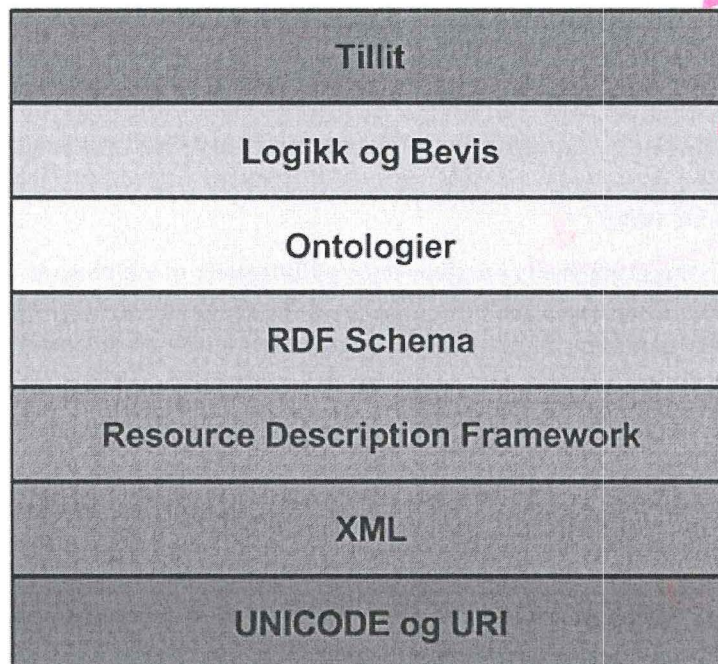 Tillit
Logikk og Bevis
Ontologier
RDF Schema
Resource Description Framework
XML
UNICODE og URI